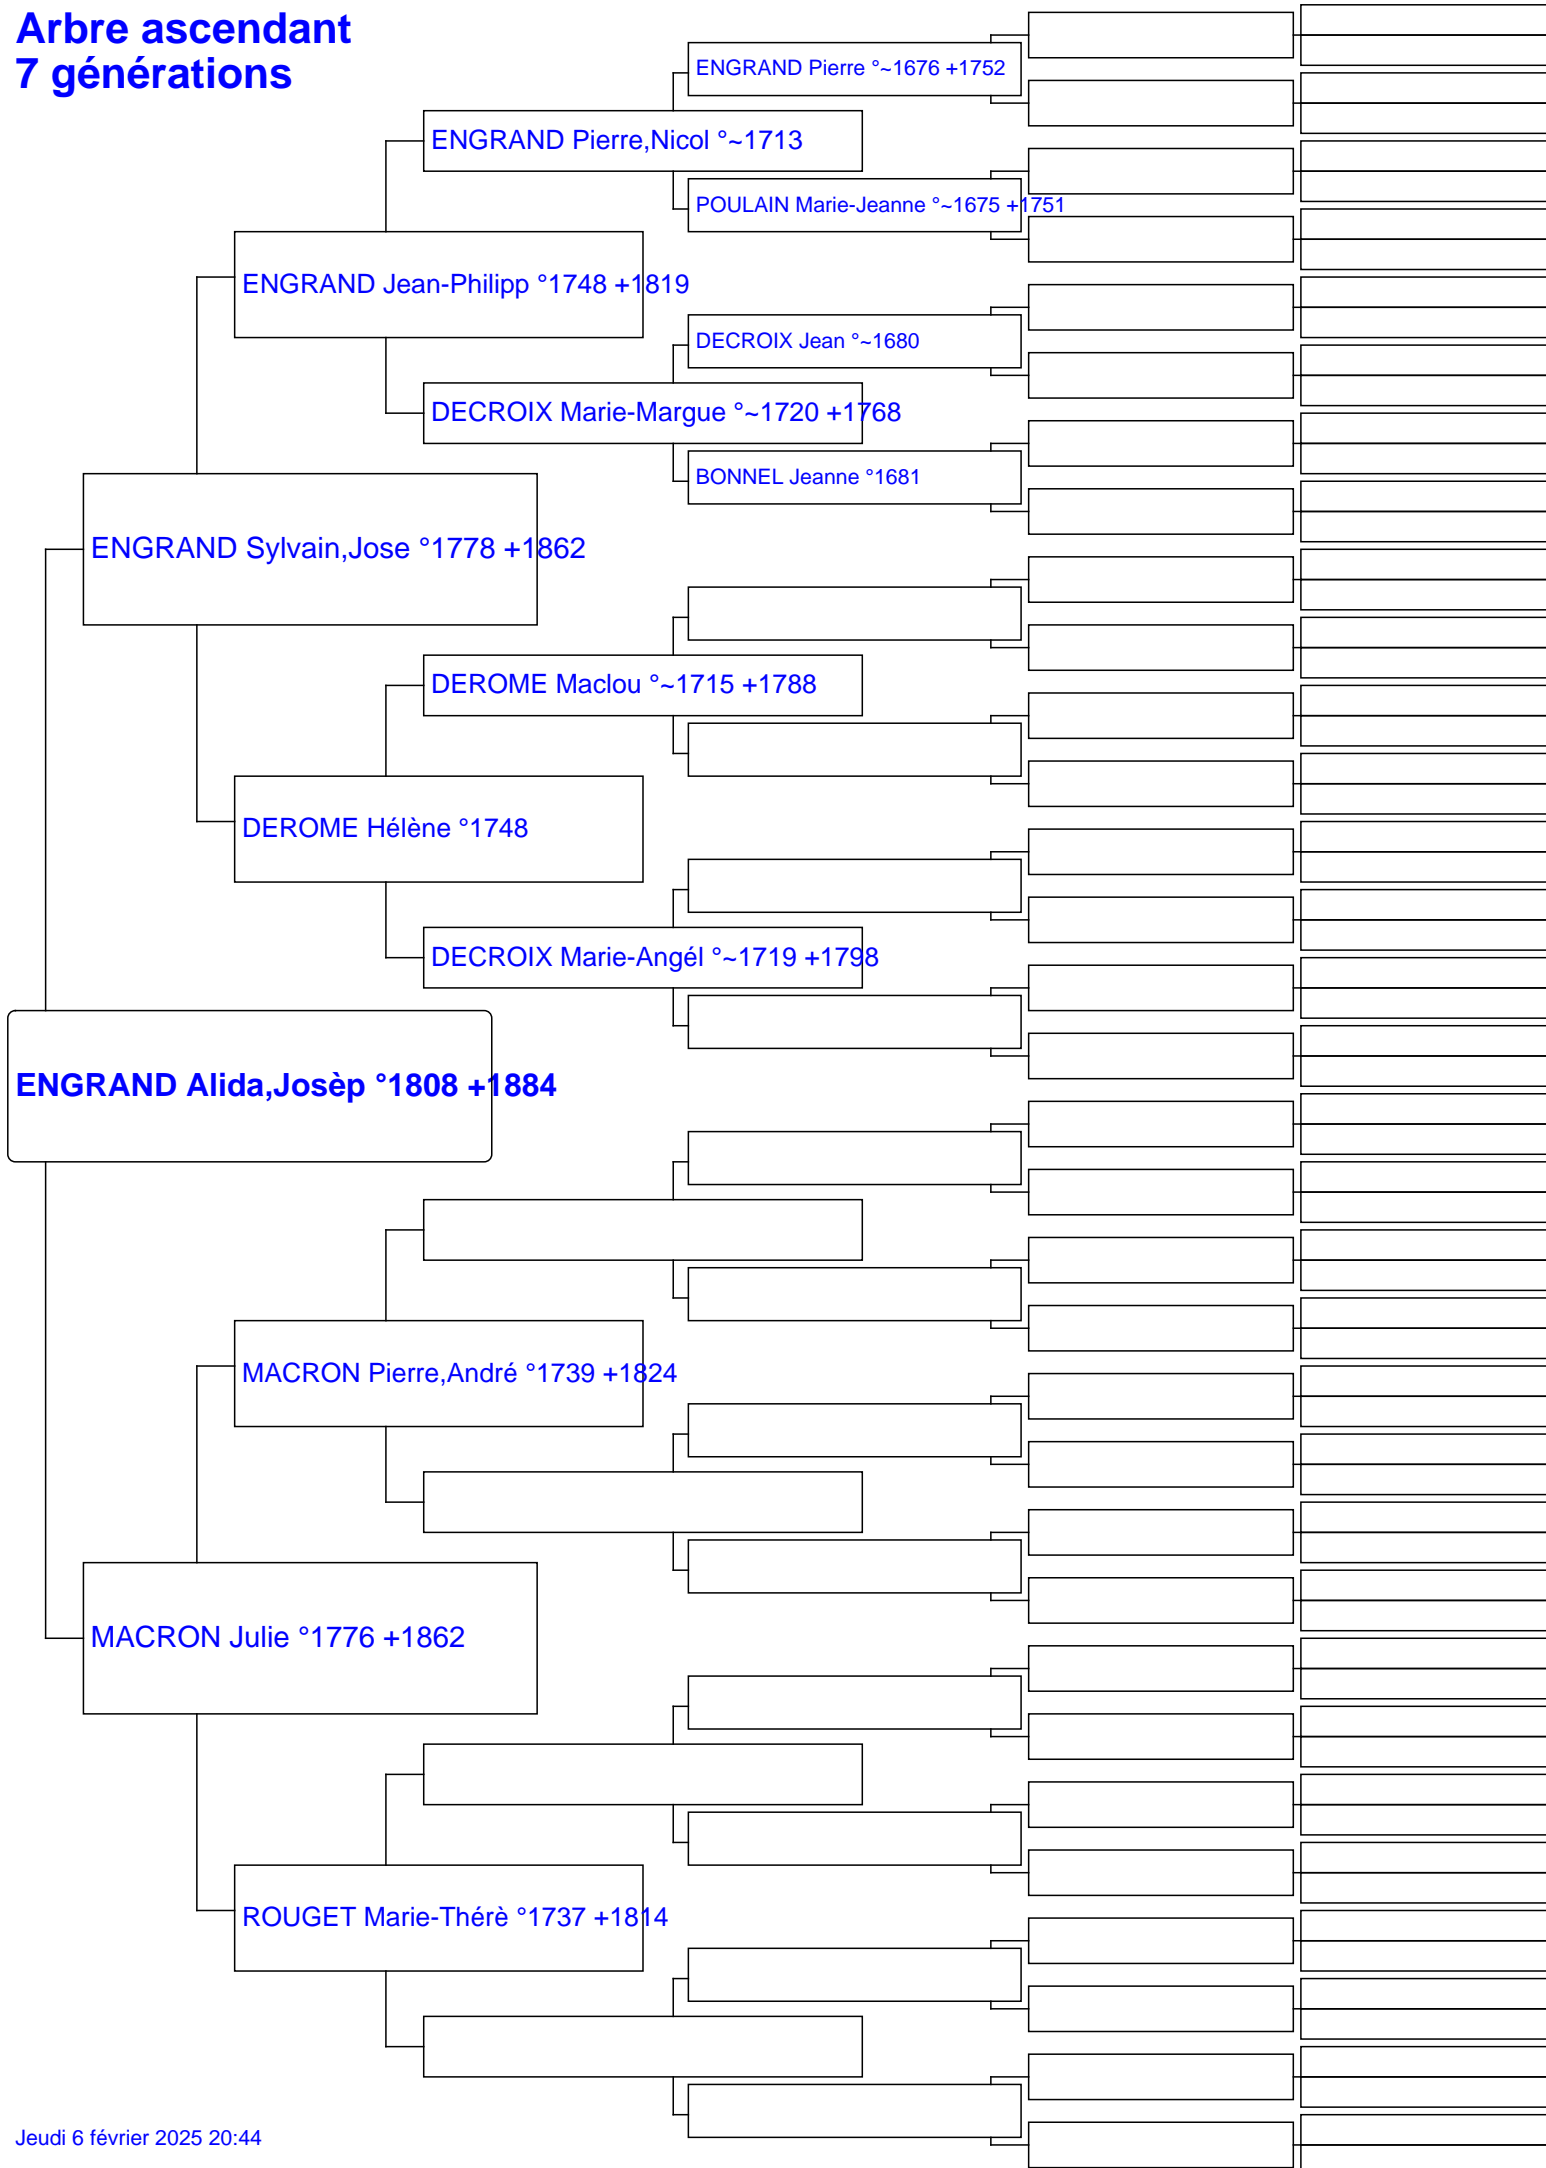 Arbre ascendant
7 générations
ENGRAND Pierre °~1676 +1752
ENGRAND Pierre,Nicol °~1713
POULAIN Marie-Jeanne °~1675 +1751
ENGRAND Jean-Philipp °1748 +1819
DECROIX Jean °~1680
DECROIX Marie-Margue °~1720 +1768
BONNEL Jeanne °1681
ENGRAND Sylvain,Jose °1778 +1862
DEROME Maclou °~1715 +1788
DEROME Hélène °1748
DECROIX Marie-Angél °~1719 +1798
ENGRAND Alida,Josèp °1808 +1884
MACRON Pierre,André °1739 +1824
MACRON Julie °1776 +1862
ROUGET Marie-Thérè °1737 +1814
Jeudi 6 février 2025 20:44